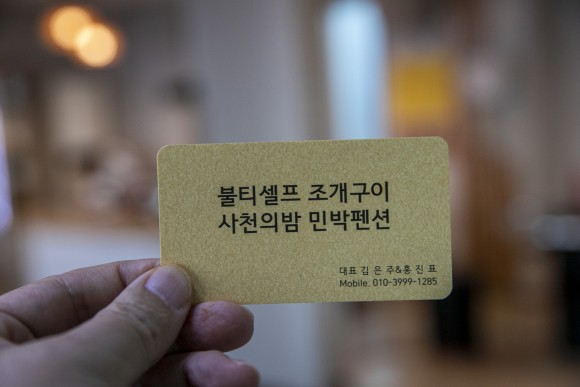 불티셀프 조개구이
사천의밤 민박펜션
대표 김 은 주&홍 진 표
Mobile. 010-3999-1285